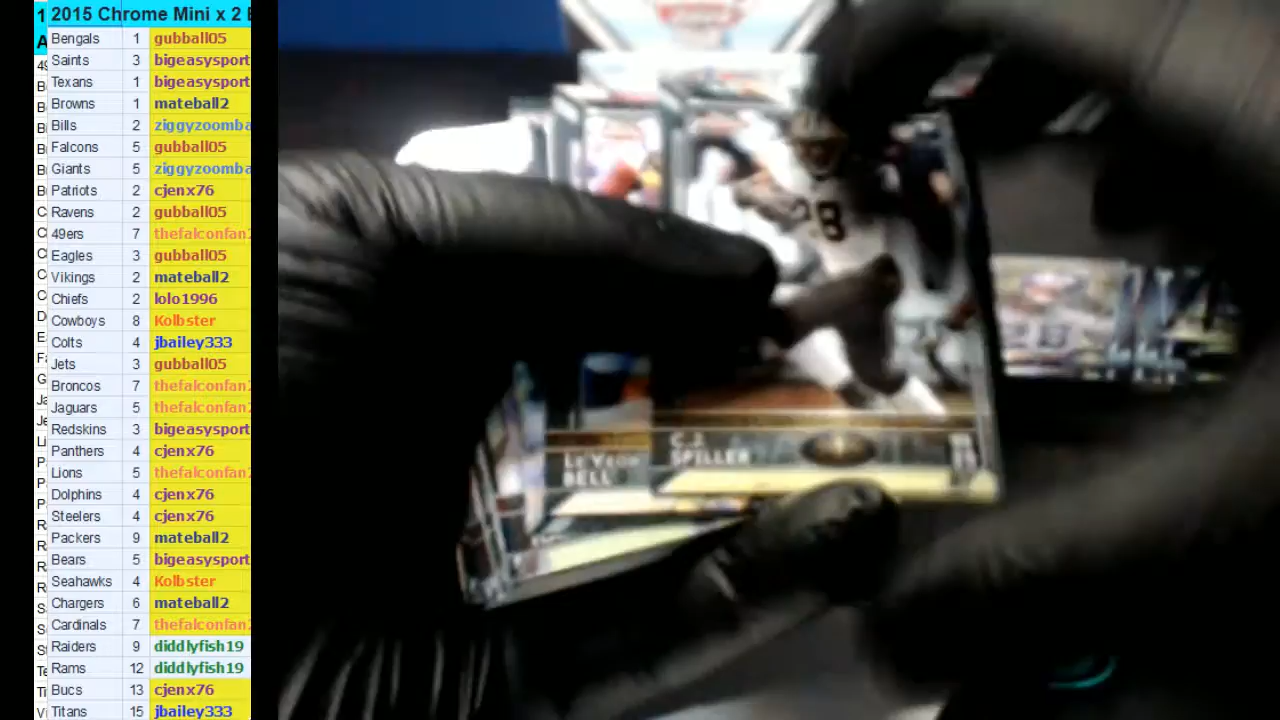 1 2015 Chrome Mini x 2 B
A
Bengals 1 gubball05
Saints 3 bigeasysport
Texans 1 bigeasysport
Browns 1 mateball2
Bills 2 ziggyzoomba
Falcons 5 gubball05
Giants 5 ziggyzoomba
Patriots 2 cjenx76
Ravens 2 gubball05
49ers 7 thefalconfan
Eagles 3 gubball05
Vikings 2 mateball2
Chiefs 2 lolo1996
Cowboys 8 Kolbster
Colts 4 jbailey333
Jets 3 gubball05
Broncos 7 thefalconfan
Jaguars 5 thefalconfan
Redskins 3 bigeasysport
Panthers 4 cjenx76
Lions 5 thefalconfan
Dolphins 4 cjenx76
Steelers 4 cjenx76
Packers 9 mateball2
Bears 5 bigeasysport
Seahawks 4 Kolbster
Chargers 6 mateball2
Cardinals 7 thefalconfan
Raiders 9 diddlyfish19
Rams 12 diddlyfish19
Bucs 13 cjenx76
Titans 15 jbailey333
28
C.J.
SPILLER
Le'Veon
BELL